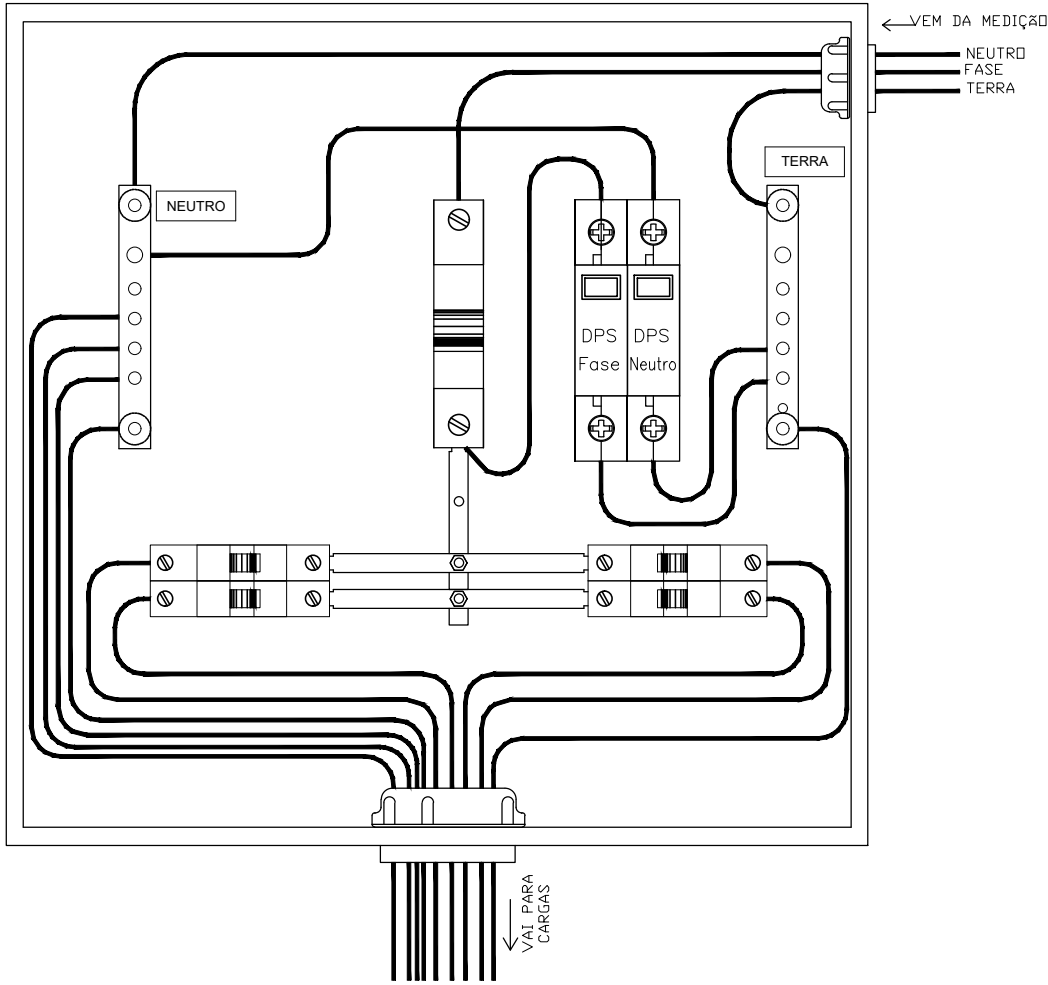 VEM DA MEDIÇÃO
NEUTRO
FASE
TERRA
TERRA
NEUTRO
DPS
Fase
DPS
Neutro
VAI PARA
CARGAS